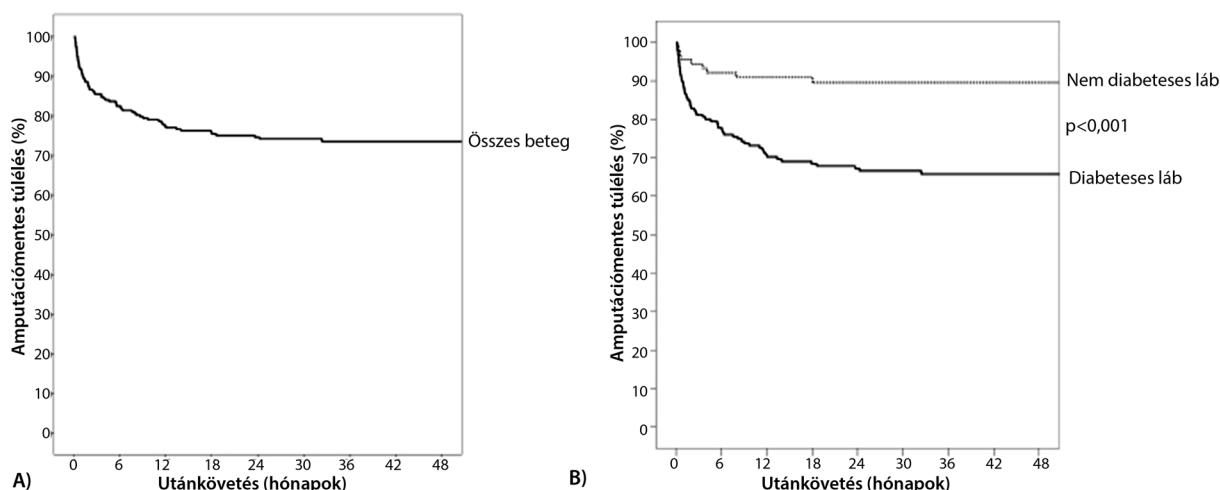 Amputációmentes túlélés (%)
100
90
80
70
60
50
40
30
20
10
0
Összes beteg
0 6 12 18 24 30 36 42 48
Utánkövetés (hónapok)
A)
Amputációmentes túlélés (%)
100
90
80
70
60
50
40
30
20
10
0
Nem diabeteses láb
p<0,001
Diabeteses láb
0 6 12 18 24 30 36 42 48
Utánkövetés (hónapok)
B)